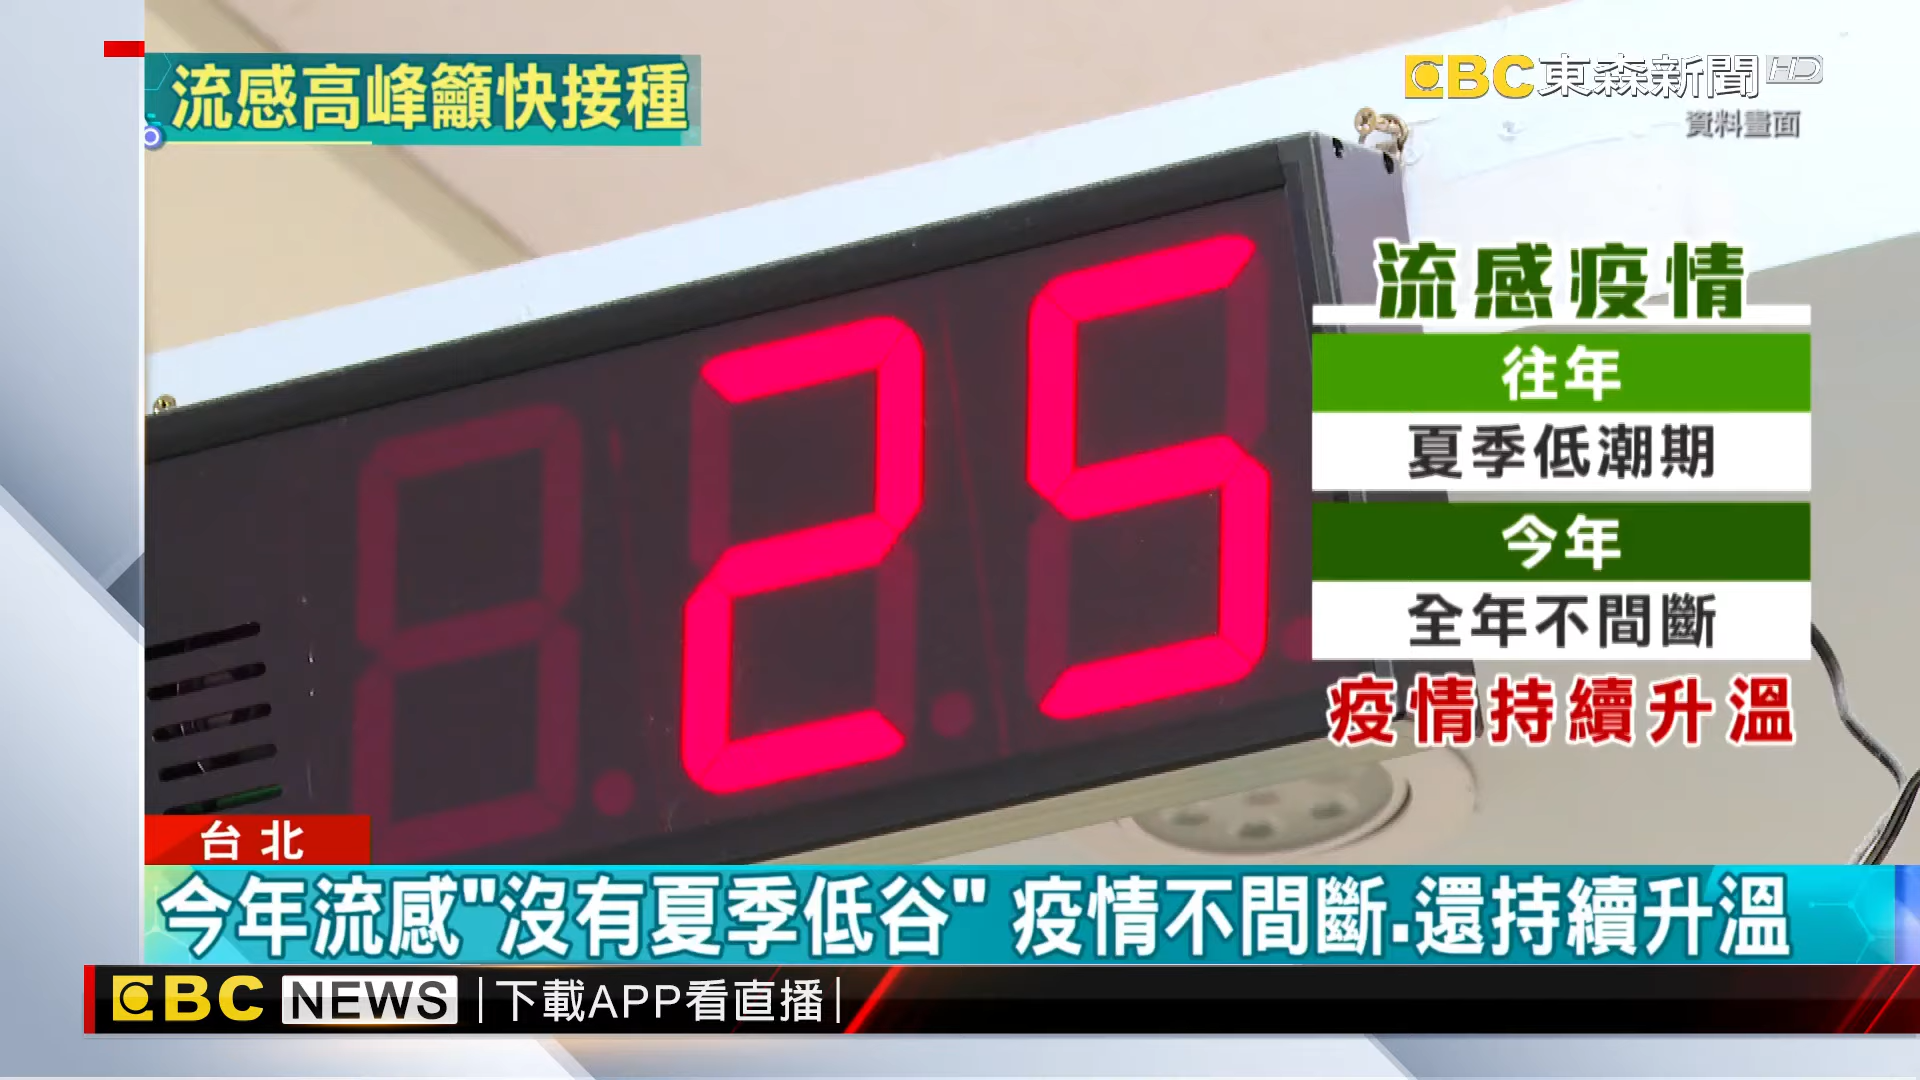 流感高峰籲快接種
EBC東森新聞HD
資料畫面
25
流感疫情
往年
夏季低潮期
今年
全年不間斷
疫情持續升溫
台北
今年流感"沒有夏季低谷" 疫情不間斷.還持續升溫
EBC NEWS 下載APP看直播